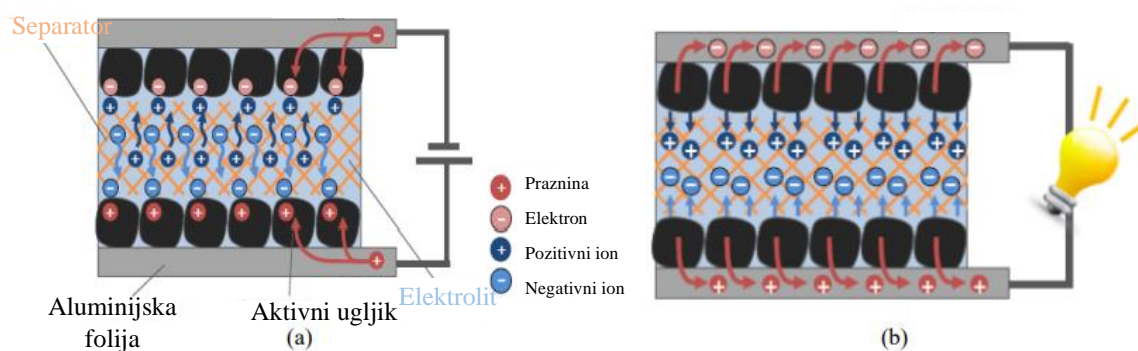 Separator
Praznina
Elektron
Pozitivni ion
Negativni ion
Elektrolit
Aluminijska
folija
Aktivni ugljik
(a)
(b)